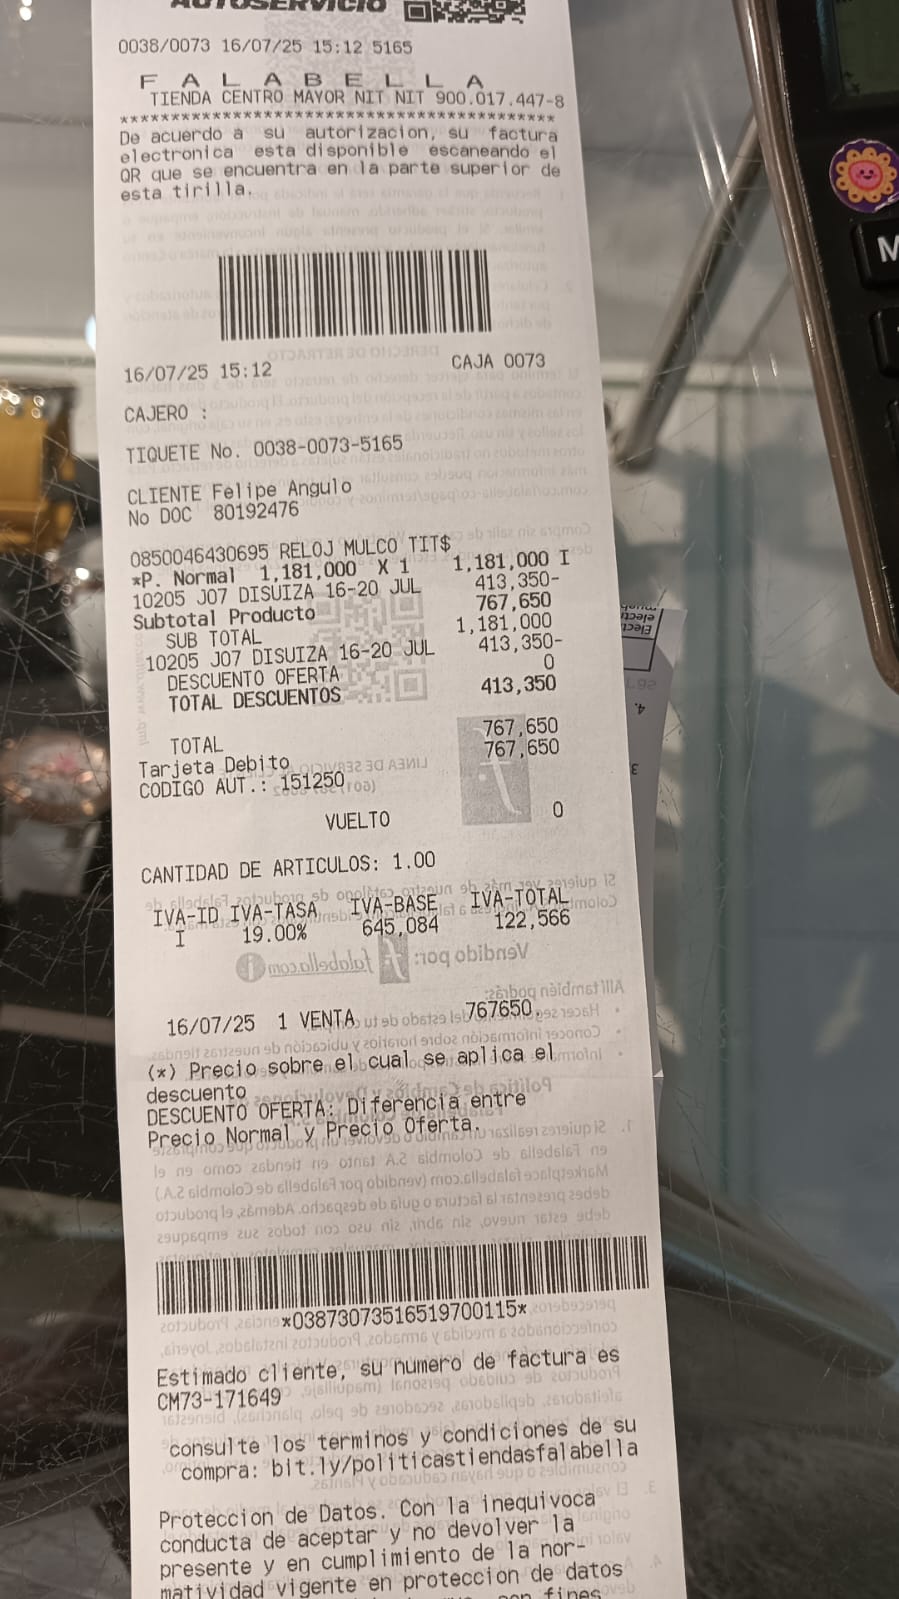 AUTOSERVICIO
0038/0073 16/07/25 15:12 5165
F A L A B E L L A
TIENDA CENTRO MAYOR NIT NIT 900.017.447-8
******************************************
De acuerdo a su autorizacion, su factura
electronica esta disponible escaneando el
QR que se encuentra en la parte superior de
esta tirilla.
16/07/25 15:12 CAJA 0073
CAJERO :
TIQUETE No. 0038-0073-5165
CLIENTE Felipe Angulo
No DOC 80192476
0850046430695 RELOJ MULCO TIT$
*P. Normal 1,181,000 X 1 1,181,000 I
10205 J07 DISUIZA 16-20 JUL 413,350-
Subtotal Producto 767,650
SUB TOTAL 1,181,000
10205 J07 DISUIZA 16-20 JUL 413,350-
DESCUENTO OFERTA 0
TOTAL DESCUENTOS 413,350
TOTAL 767,650
Tarjeta Debito 767,650
CODIGO AUT.: 151250
VUELTO 0
CANTIDAD DE ARTICULOS: 1.00
IVA-ID IVA-TASA IVA-BASE IVA-TOTAL
I 19.00% 645,084 122,566
16/07/25 1 VENTA 767650.
(*) Precio sobre el cual se aplica el
descuento
DESCUENTO OFERTA: Diferencia entre
Precio Normal y Precio Oferta.
*03873073516519700115*
Estimado cliente, su numero de factura es
CM73-171649
consulte los terminos y condiciones de su
compra: bit.ly/politicastiendasfalabella
Proteccion de Datos. Con la inequivoca
conducta de aceptar y no devolver la
presente y en cumplimiento de la nor-
matividad vigente en proteccion de datos
fines
M